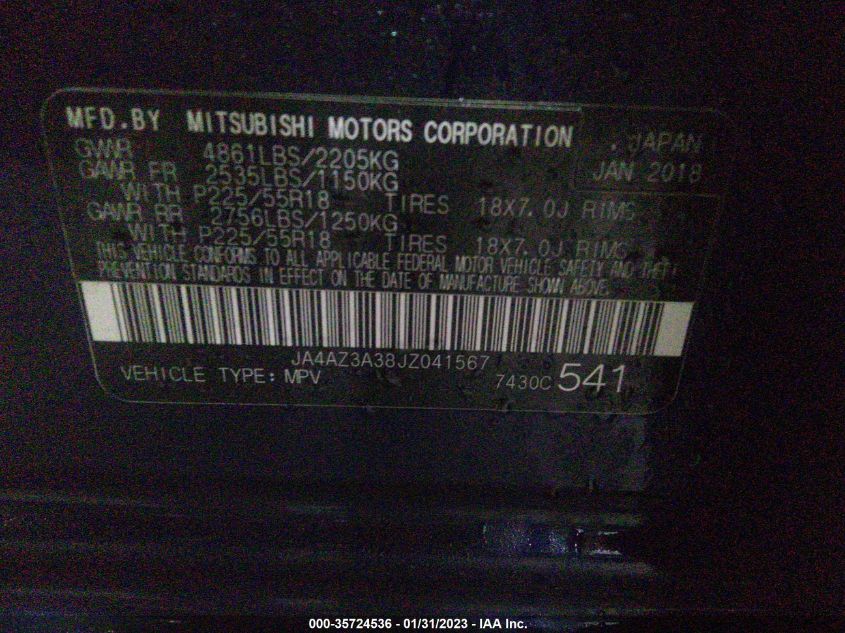 MFD.BY MITSUBISHI MOTORS CORPORATION
. JAPAN
JAN 2018
GVWR 4861LBS/2205KG
GAWR FR 2535LBS/1150KG
WITH P225/55R18 TIRES 18X7.0J RIMS
GAWR RR 2756LBS/1250KG
WITH P225/55R18 TIRES 18X7.0J RIMS
THIS VEHICLE CONFORMS TO ALL APPLICABLE FEDERAL MOTOR VEHICLE SAFETY AND THEFT
PREVENTION STANDARDS IN EFFECT ON THE DATE OF MANUFACTURE SHOWN ABOVE.
JA4AZ3A38JZ041567
VEHICLE TYPE: MPV 7430C 541
000-35724536 - 01/31/2023 - IAA Inc.